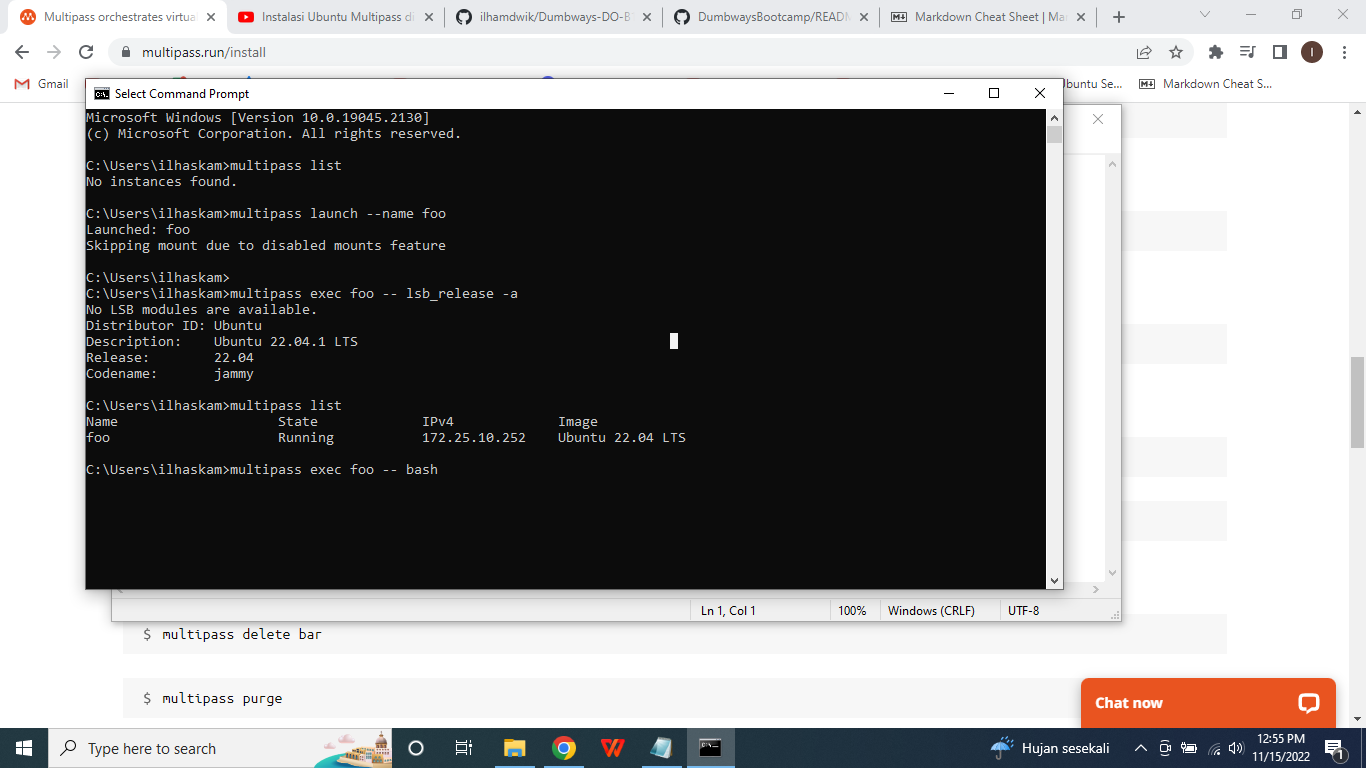 Multipass orchestrates virtual
Instalasi Ubuntu Multipass di
ilhamdwik/Dumbways-DO-B
DumbwaysBootcamp/README
Markdown Cheat Sheet | Mar
multipass.run/install
I
Gmail
Ubuntu Se...
Markdown Cheat S...
Select Command Prompt
Microsoft Windows [Version 10.0.19045.2130]
(c) Microsoft Corporation. All rights reserved.
C:\Users\ilhaskam>multipass list
No instances found.
C:\Users\ilhaskam>multipass launch --name foo
Launched: foo
Skipping mount due to disabled mounts feature
C:\Users\ilhaskam>
C:\Users\ilhaskam>multipass exec foo -- lsb_release -a
No LSB modules are available.
Distributor ID: Ubuntu
Description: Ubuntu 22.04.1 LTS
Release: 22.04
Codename: jammy
C:\Users\ilhaskam>multipass list
Name State IPv4 Image
foo Running 172.25.10.252 Ubuntu 22.04 LTS
C:\Users\ilhaskam>multipass exec foo -- bash
Ln 1, Col 1 100% Windows (CRLF) UTF-8
$ multipass delete bar
$ multipass purge
Chat now
Type here to search
Hujan sesekali
12:55 PM
11/15/2022
1